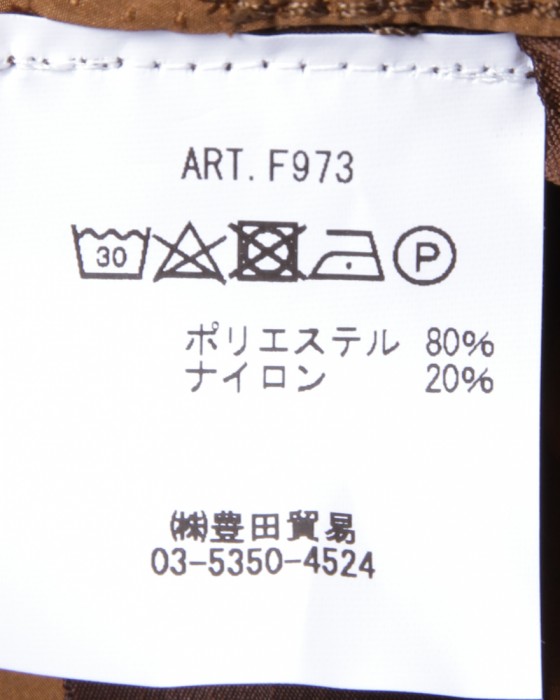 ART. F973
30 P
ポリエステル 80%
ナイロン 20%
㈱豊田貿易
03-5350-4524